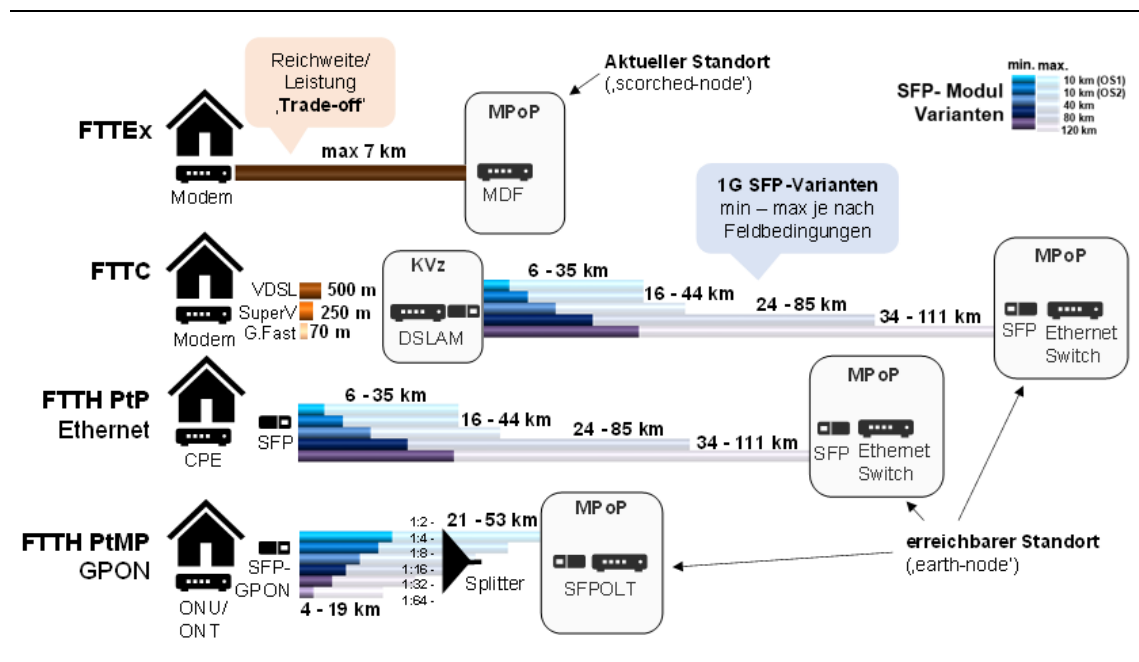 Reichweite/
Leistung
‚Trade-off'
Aktueller Standort
(‚scorched-node')
min. max.
SFP- Modul
Varianten
10 km (OS1)
10 km (OS2)
40 km
80 km
120 km
FTTEx
Modem
max 7 km
MPoP
MDF
1G SFP-Varianten
min – max je nach
Feldbedingungen
FTTC
Modem
VDSL 500 m
SuperV 250 m
G.Fast 70 m
KVz
DSLAM
6 - 35 km
16 - 44 km
24 - 85 km
34 - 111 km
MPoP
SFP Ethernet
Switch
FTTH PtP
Ethernet
CPE
SFP
6 - 35 km
16 - 44 km
24 - 85 km
34 - 111 km
MPoP
SFP Ethernet
Switch
FTTH PtMP
GPON
ONU/
ONT
SFP-
GPON
1:2 -
1:4 -
1:8 -
1:16 -
1:32 -
1:64 -
21 - 53 km
4 - 19 km
Splitter
MPoP
SFPOLT
erreichbarer Standort
(‚earth-node')